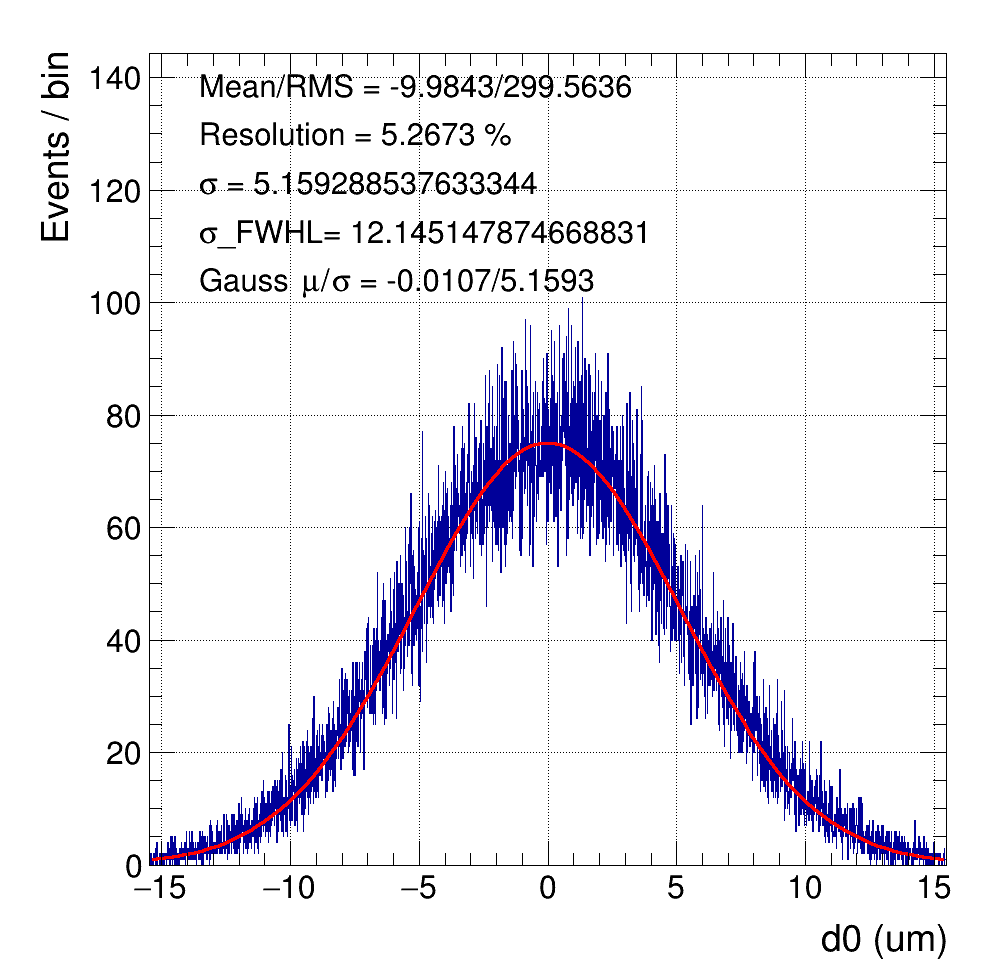 Events / bin
140
120
100
80
60
40
20
0
Mean/RMS = -9.9843/299.5636
Resolution = 5.2673 %
σ = 5.159288537633344
σ_FWHL= 12.145147874668831
Gauss μ/σ = -0.0107/5.1593
−15 −10 −5 0 5 10 15
d0 (um)